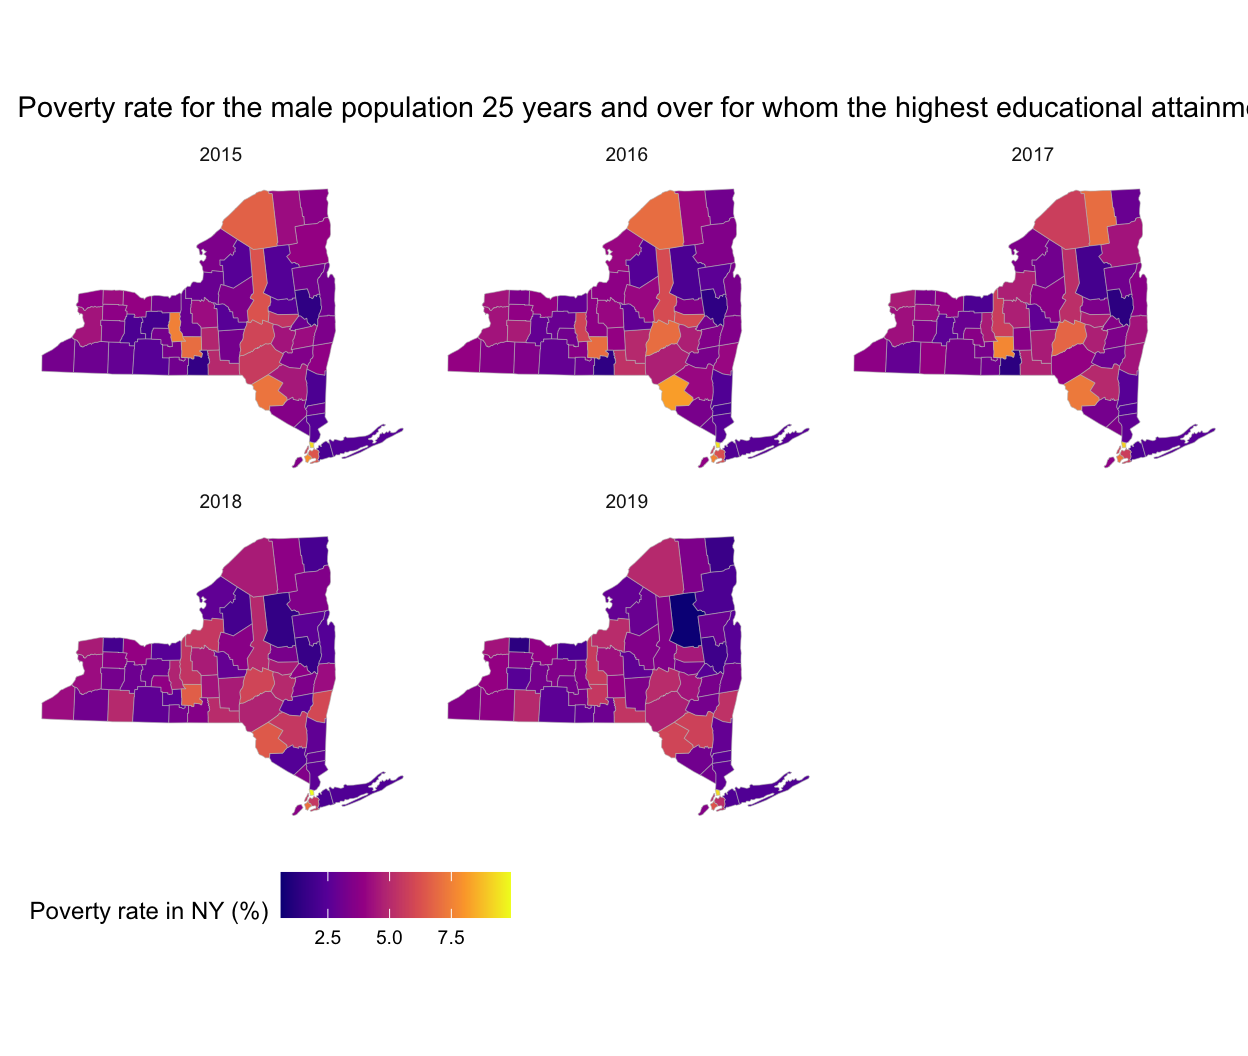 Poverty rate for the male population 25 years and over for whom the highest educational
2015 2016 2017
2018 2019
Poverty rate in NY (%)
2.5 5.0 7.5